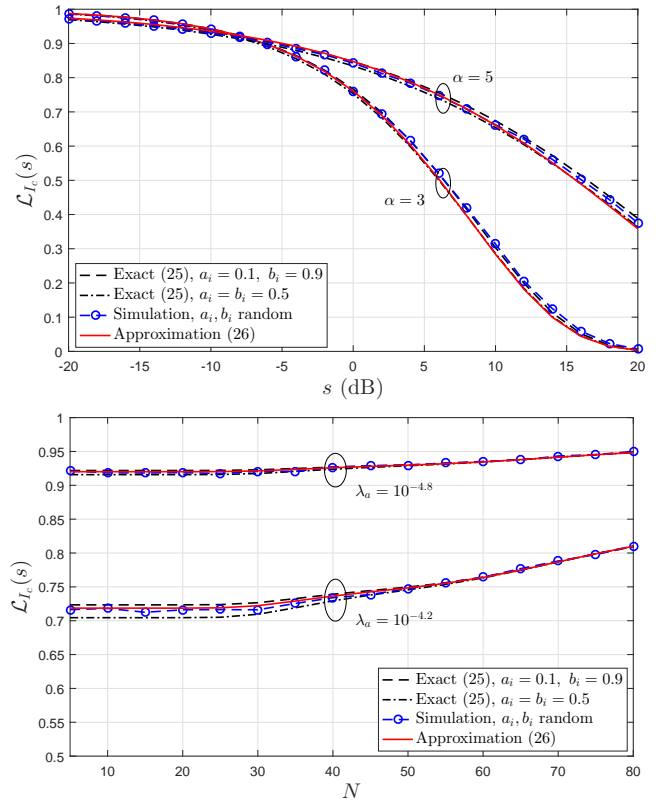 1
0.9
0.8
0.7
0.6
0.5
0.4
0.3
0.2
0.1
0
ℒ_{I_c}(s)
α = 5
α = 3
Exact (25), a_i = 0.1, b_i = 0.9
Exact (25), a_i = b_i = 0.5
Simulation, a_i, b_i random
Approximation (26)
-20 -15 -10 -5 0 5 10 15 20
s (dB)
1
0.95
0.9
0.85
0.8
0.75
0.7
0.65
0.6
0.55
0.5
ℒ_{I_c}(s)
λ_a = 10^{-4.8}
λ_a = 10^{-4.2}
Exact (25), a_i = 0.1, b_i = 0.9
Exact (25), a_i = b_i = 0.5
Simulation, a_i, b_i random
Approximation (26)
10 20 30 40 50 60 70 80
N